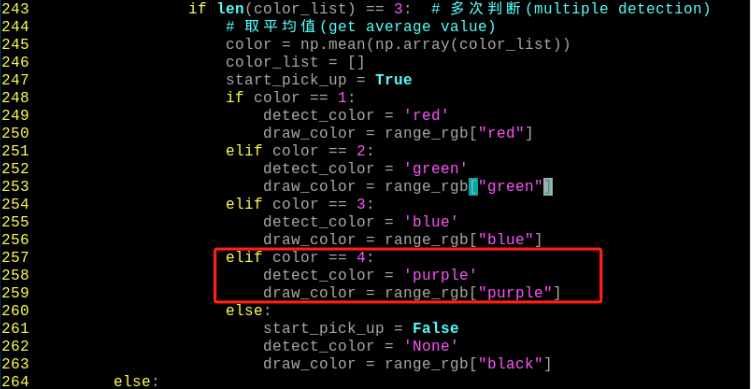 243                 if len(color_list) == 3:  # 多次判断(multiple detection)
244                     # 取平均值(get average value)
245                     color = np.mean(np.array(color_list))
246                     color_list = []
247                     start_pick_up = True
248                     if color == 1:
249                         detect_color = 'red'
250                         draw_color = range_rgb["red"]
251                     elif color == 2:
252                         detect_color = 'green'
253                         draw_color = range_rgb["green"]
254                     elif color == 3:
255                         detect_color = 'blue'
256                         draw_color = range_rgb["blue"]
257                     elif color == 4:
258                         detect_color = 'purple'
259                         draw_color = range_rgb["purple"]
260                     else:
261                         start_pick_up = False
262                         detect_color = 'None'
263                         draw_color = range_rgb["black"]
264         else: